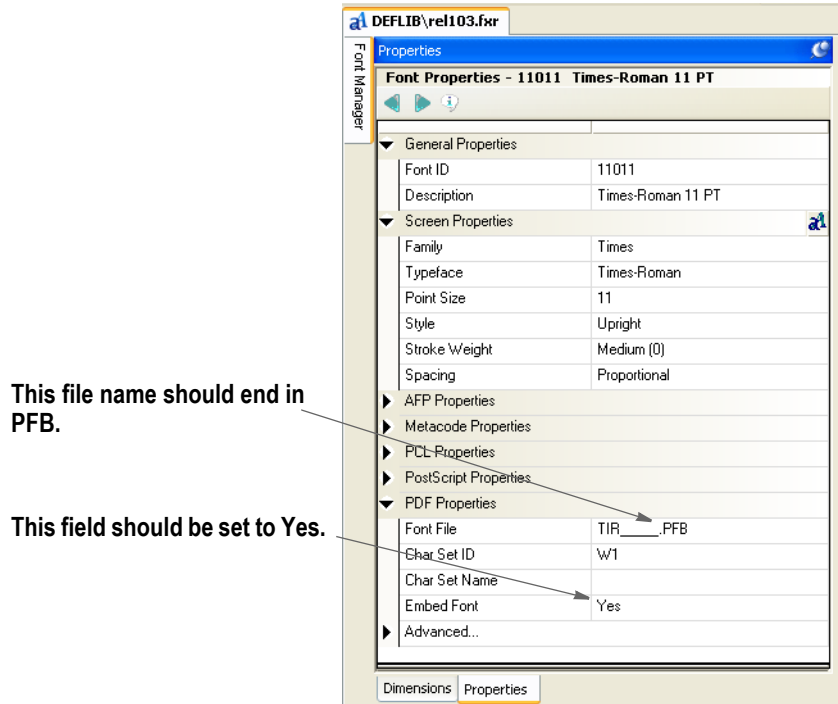 DEFLIB\rel103.fxr
Font Manager
Properties
Font Properties - 11011 Times-Roman 11 PT
General Properties
Font ID 11011
Description Times-Roman 11 PT
Screen Properties
Family Times
Typeface Times-Roman
Point Size 11
Style Upright
Stroke Weight Medium (0)
Spacing Proportional
This file name should end in
PFB.
AFP Properties
Metacode Properties
PCL Properties
PostScript Properties
PDF Properties
This field should be set to Yes.
Font File TIR_____.PFB
Char Set ID W1
Char Set Name
Embed Font Yes
Advanced...
Dimensions Properties